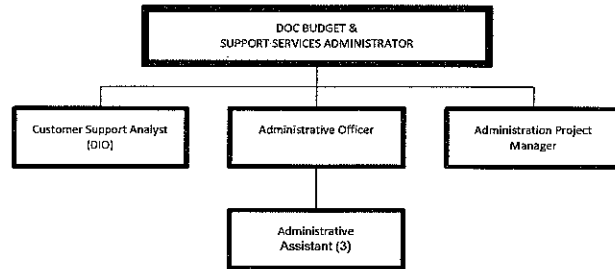 DOC BUDGET &
SUPPORT SERVICES ADMINISTRATOR
Customer Support Analyst
(DIO)
Administrative Officer
Administration Project
Manager
Administrative
Assistant (3)